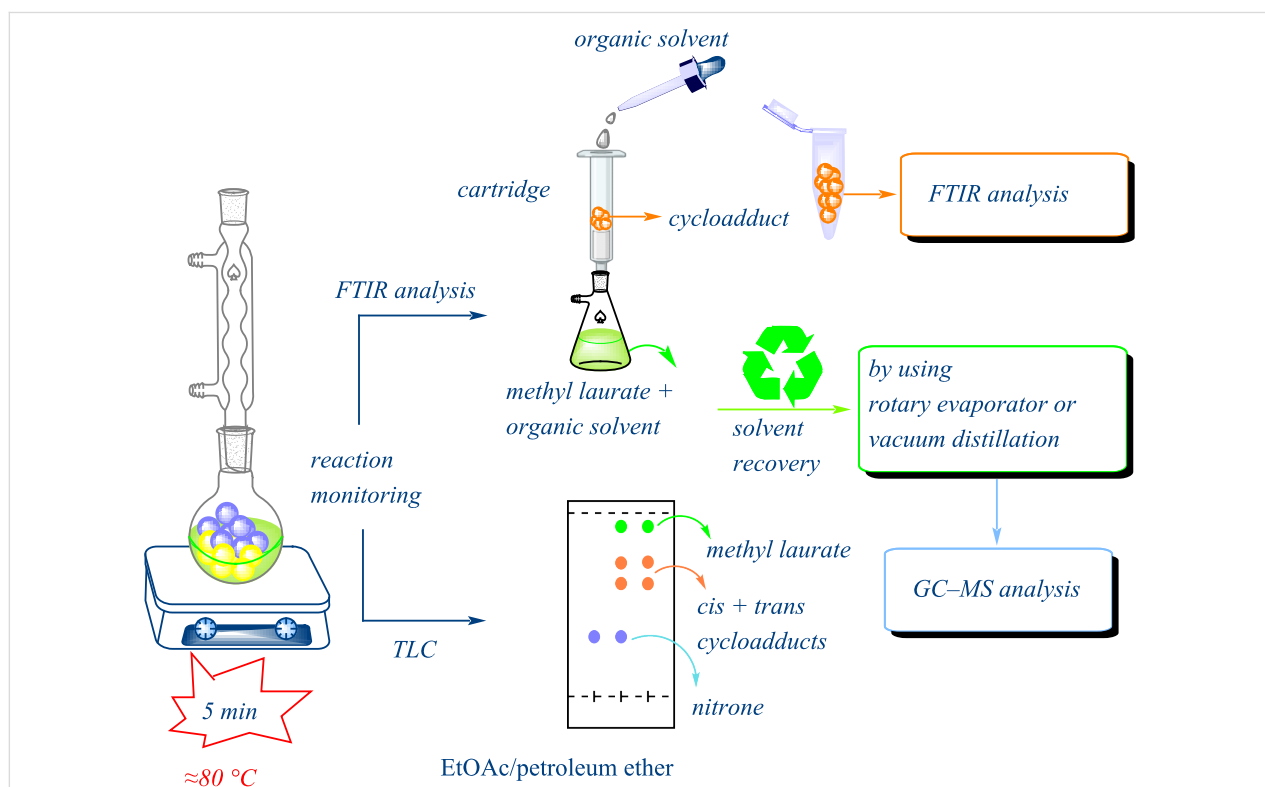 organic solvent
cartridge
cycloadduct
FTIR analysis
FTIR analysis
methyl laurate +
organic solvent
solvent
recovery
by using
rotary evaporator or
vacuum distillation
reaction
monitoring
methyl laurate
cis + trans
cycloadducts
GC–MS analysis
TLC
nitrone
5 min
≈80 °C
EtOAc/petroleum ether